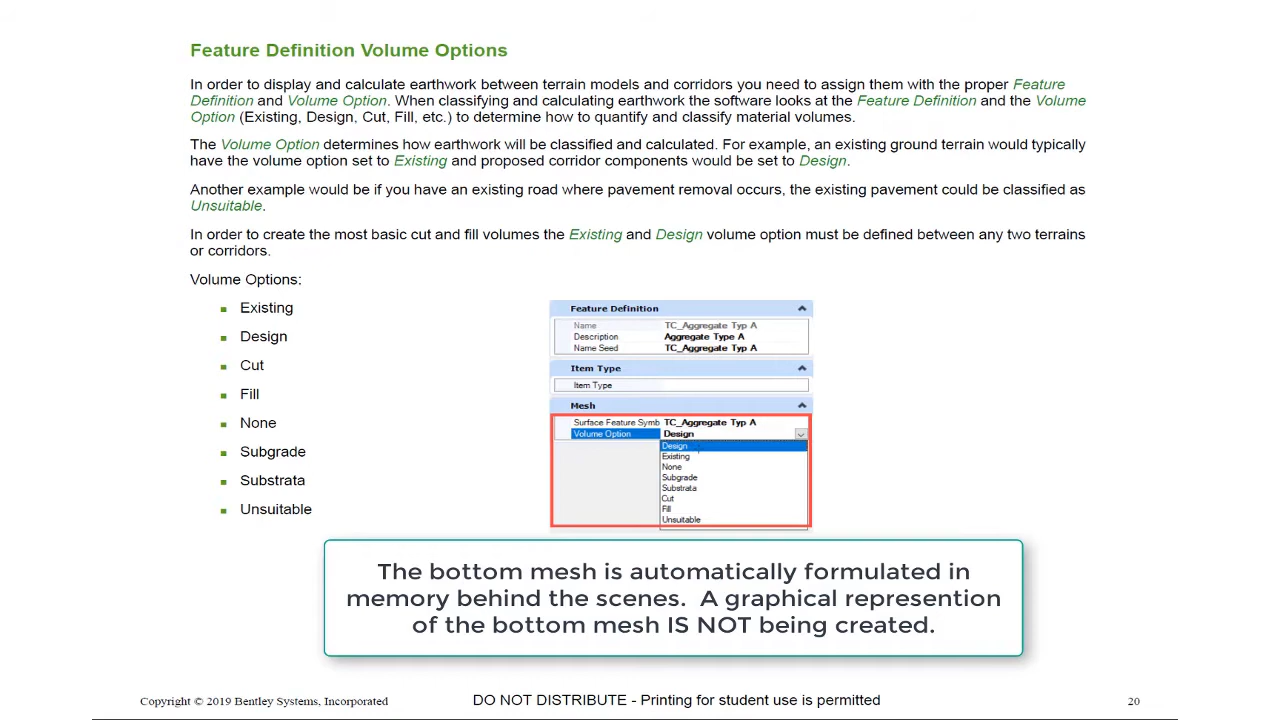 Feature Definition Volume Options
In order to display and calculate earthwork between terrain models and corridors you need to assign them with the proper Feature
Definition and Volume Option. When classifying and calculating earthwork the software looks at the Feature Definition and the Volume
Option (Existing, Design, Cut, Fill, etc.) to determine how to quantify and classify material volumes.
The Volume Option determines how earthwork will be classified and calculated. For example, an existing ground terrain would typically
have the volume option set to Existing and proposed corridor components would be set to Design.
Another example would be if you have an existing road where pavement removal occurs, the existing pavement could be classified as
Unsuitable.
In order to create the most basic cut and fill volumes the Existing and Design volume option must be defined between any two terrains
or corridors.
Volume Options:
Existing
Design
Cut
Fill
None
Subgrade
Substrata
Unsuitable
Feature Definition
Name TC_Aggregate Typ A
Description Aggregate Type A
Name Seed TC_Aggregate Typ A
Item Type
Item Type
Mesh
Surface Feature Symb TC_Aggregate Typ A
Volume Option Design
Design
Existing
None
Subgrade
Substrata
Cut
Fill
Unsuitable
The bottom mesh is automatically formulated in
memory behind the scenes. A graphical represention
of the bottom mesh IS NOT being created.
Copyright © 2019 Bentley Systems, Incorporated DO NOT DISTRIBUTE - Printing for student use is permitted 20